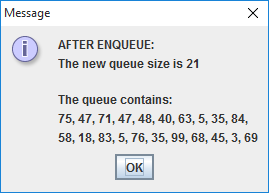 Message
AFTER ENQUEUE:
The new queue size is 21
The queue contains:
75, 47, 71, 47, 48, 40, 63, 5, 35, 84,
58, 18, 83, 5, 76, 35, 99, 68, 45, 3, 69
OK